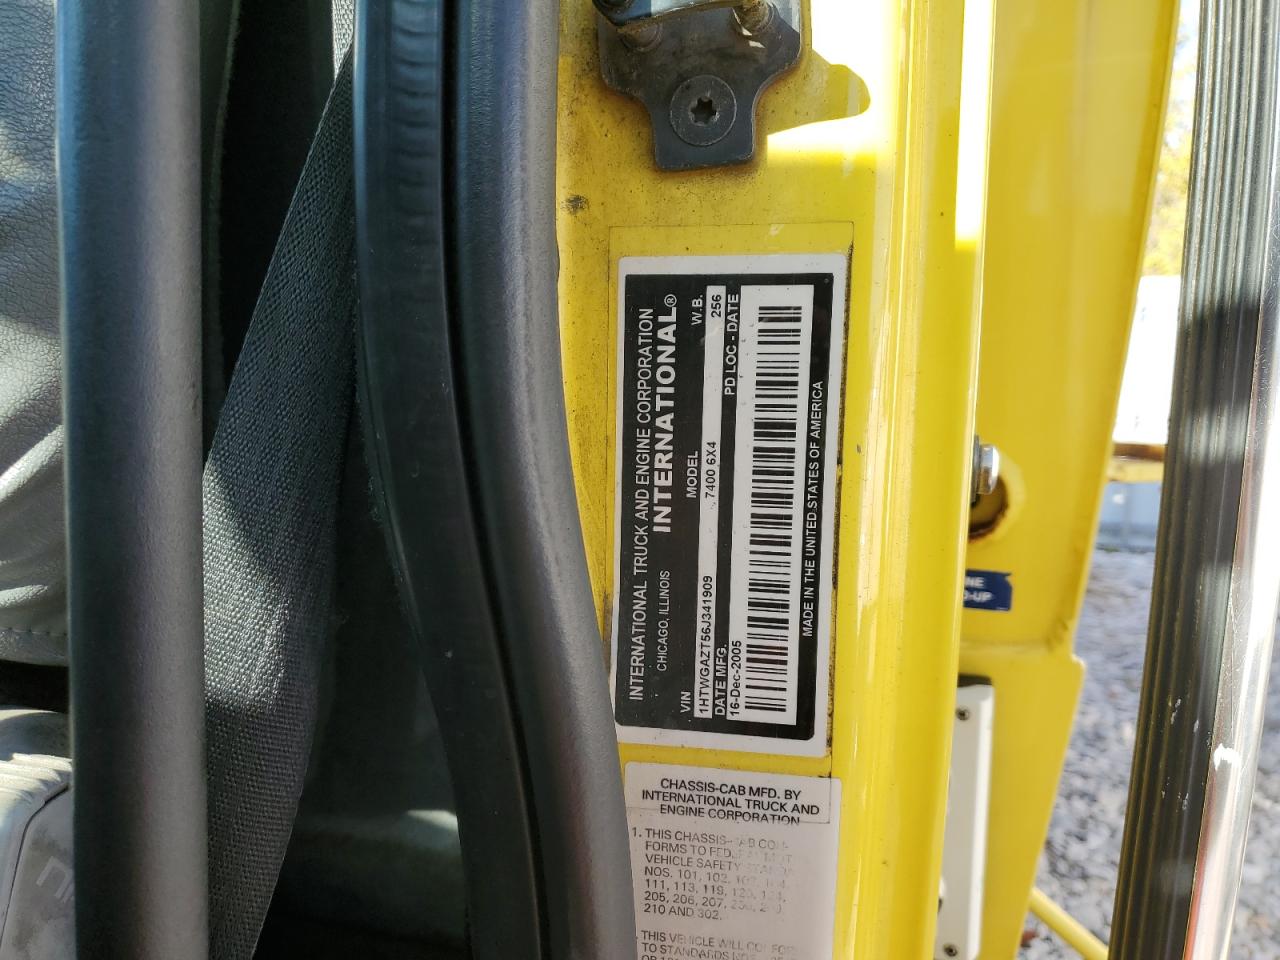 INTERNATIONAL TRUCK AND ENGINE CORPORATION
CHICAGO, ILLINOIS INTERNATIONAL®
VIN MODEL W.B.
1HTWGAZT56J341909 7400 6X4 256
DATE MFG. PD LOC - DATE
16-Dec-2005
MADE IN THE UNITED STATES OF AMERICA
CHASSIS-CAB MFD. BY
INTERNATIONAL TRUCK AND
ENGINE CORPORATION
1. THIS CHASSIS-
FORMS TO
VEHICLE SAFETY
NOS. 101, 102,
111, 113, 119,
205, 206, 207,
210 AND 302.
THIS VEHICLE WILL
TO STANDARDS